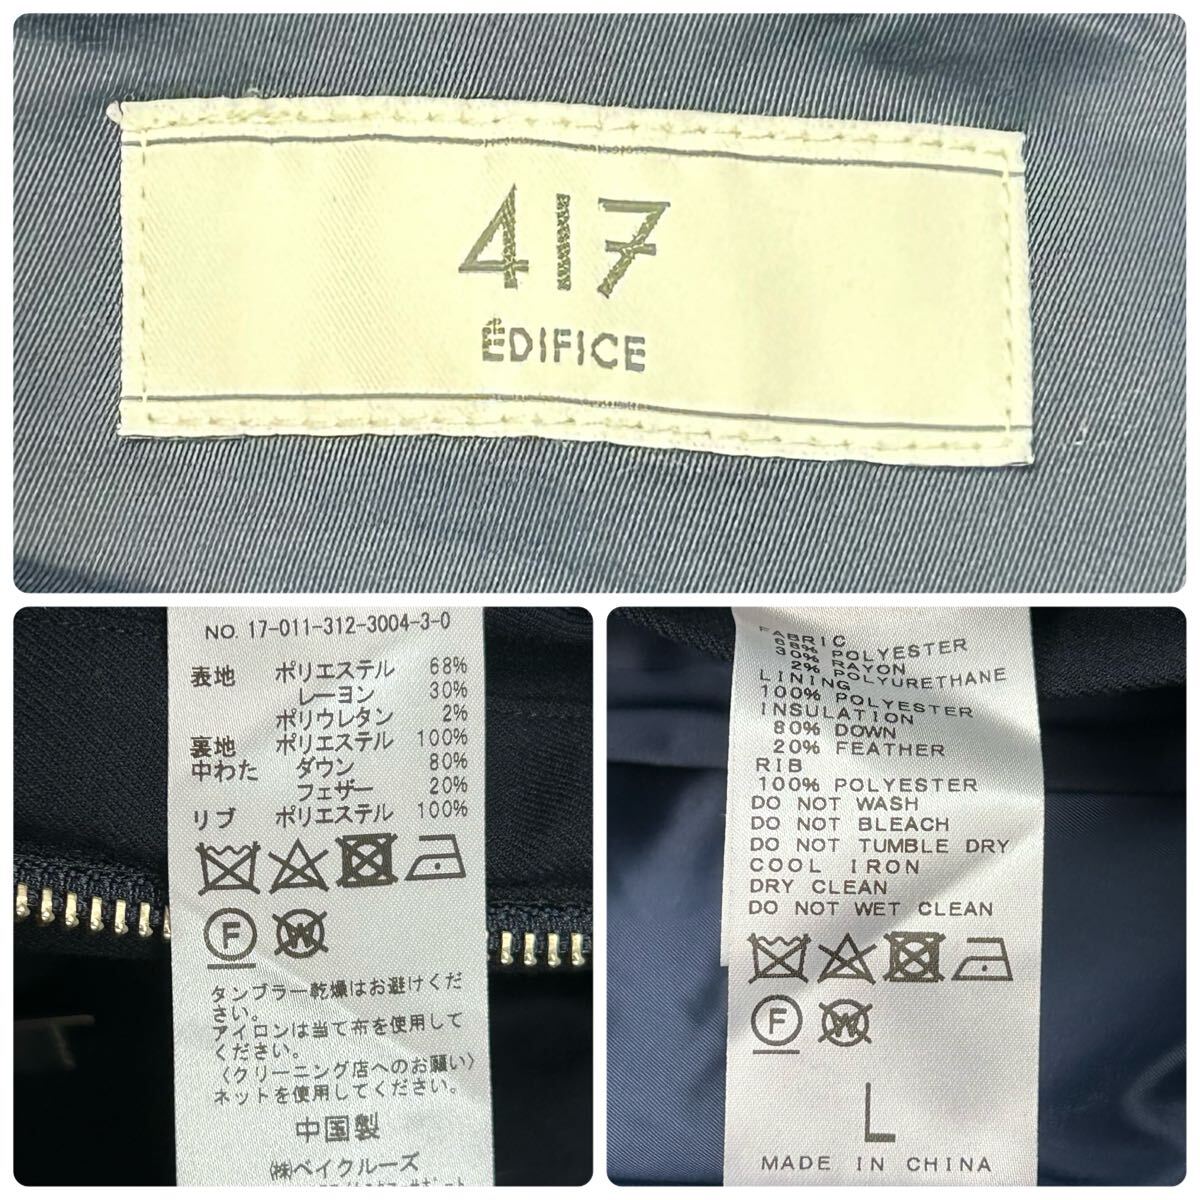 417
ÉDIFICE
NO. 17-011-312-3004-3-0
表地 ポリエステル 68%
レーヨン 30%
ポリウレタン 2%
裏地 ポリエステル 100%
中わた ダウン 80%
フェザー 20%
リブ ポリエステル 100%
F W
タンブラー乾燥はお避けくだ
さい。
アイロンは当て布を使用して
ください。
〈クリーニング店へのお願い〉
ネットを使用してください。
中国製
㈱ベイクルーズ
FABRIC
68% POLYESTER
30% RAYON
2% POLYURETHANE
LINING
100% POLYESTER
INSULATION
80% DOWN
20% FEATHER
RIB
100% POLYESTER
DO NOT WASH
DO NOT BLEACH
DO NOT TUMBLE DRY
COOL IRON
DRY CLEAN
DO NOT WET CLEAN
F W
L
MADE IN CHINA